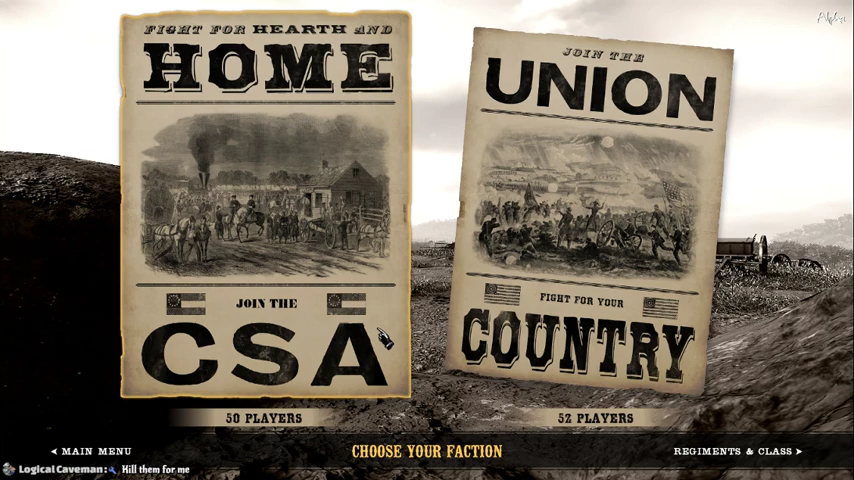 Alpha
FIGHT FOR HEARTH AND
HOME
JOIN THE
CSA
50 PLAYERS
JOIN THE
UNION
FIGHT FOR YOUR
COUNTRY
52 PLAYERS
MAIN MENU
CHOOSE YOUR FACTION
REGIMENTS & CLASS
Logical Caveman: Kill them for me